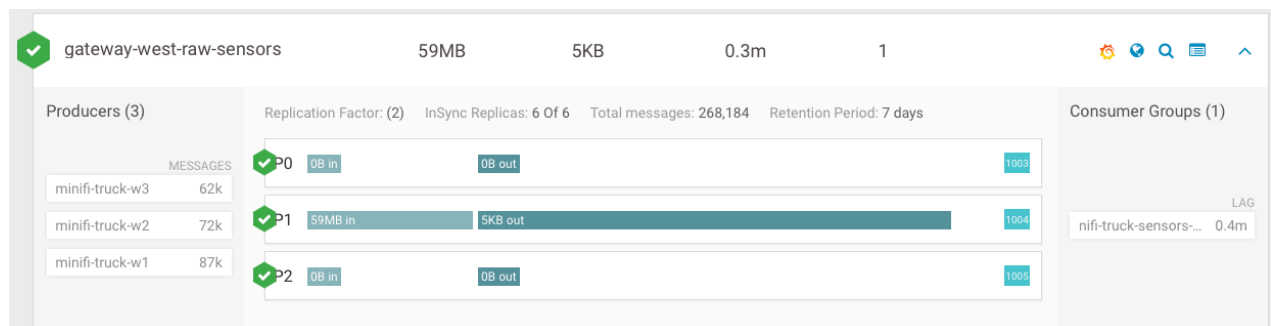 gateway-west-raw-sensors 59MB 5KB 0.3m 1
Producers (3)
MESSAGES
minifi-truck-w3 62k
minifi-truck-w2 72k
minifi-truck-w1 87k
Replication Factor: (2) InSync Replicas: 6 Of 6 Total messages: 268,184 Retention Period: 7 days
P0 0B in 0B out 1003
P1 59MB in 5KB out 1004
P2 0B in 0B out 1005
Consumer Groups (1)
LAG
nifi-truck-sensors-... 0.4m